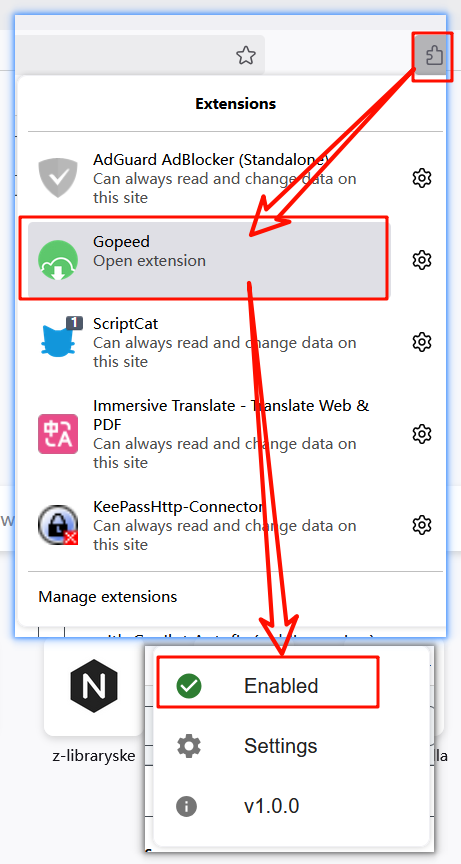 Extensions
AdGuard AdBlocker (Standalone)
Can always read and change data on
this site
Gopeed
Open extension
1
ScriptCat
Can always read and change data on
this site
中
A
Immersive Translate - Translate Web &
PDF
Can always read and change data on
this site
KeePassHttp-Connector
Can always read and change data on
this site
Manage extensions
N
z-libraryske
Enabled
Settings
v1.0.0